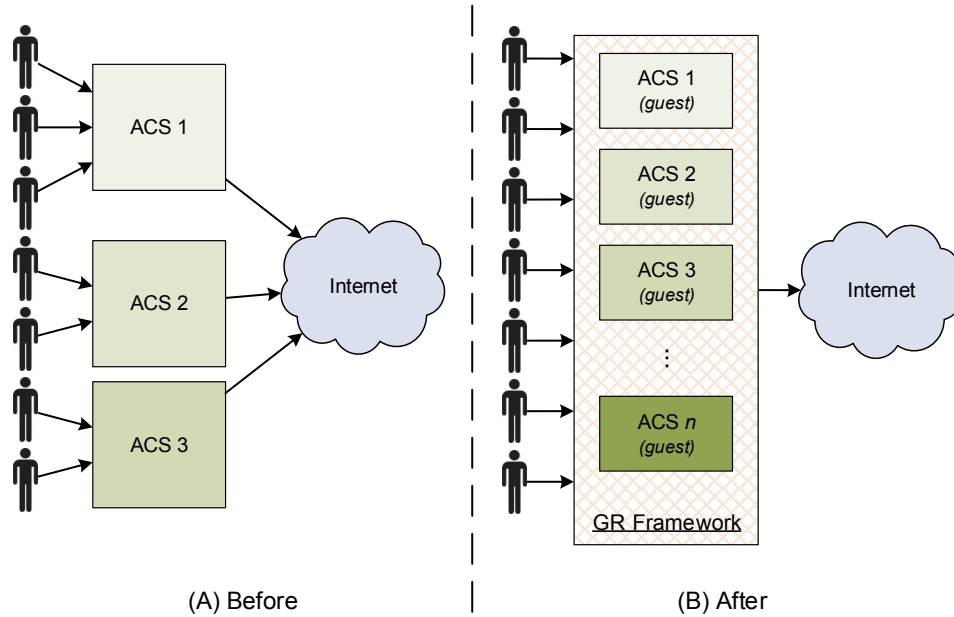 ACS 1
ACS 2
ACS 3
Internet
(A) Before
ACS 1
(guest)
ACS 2
(guest)
ACS 3
(guest)
⋮
ACS n
(guest)
GR Framework
Internet
(B) After